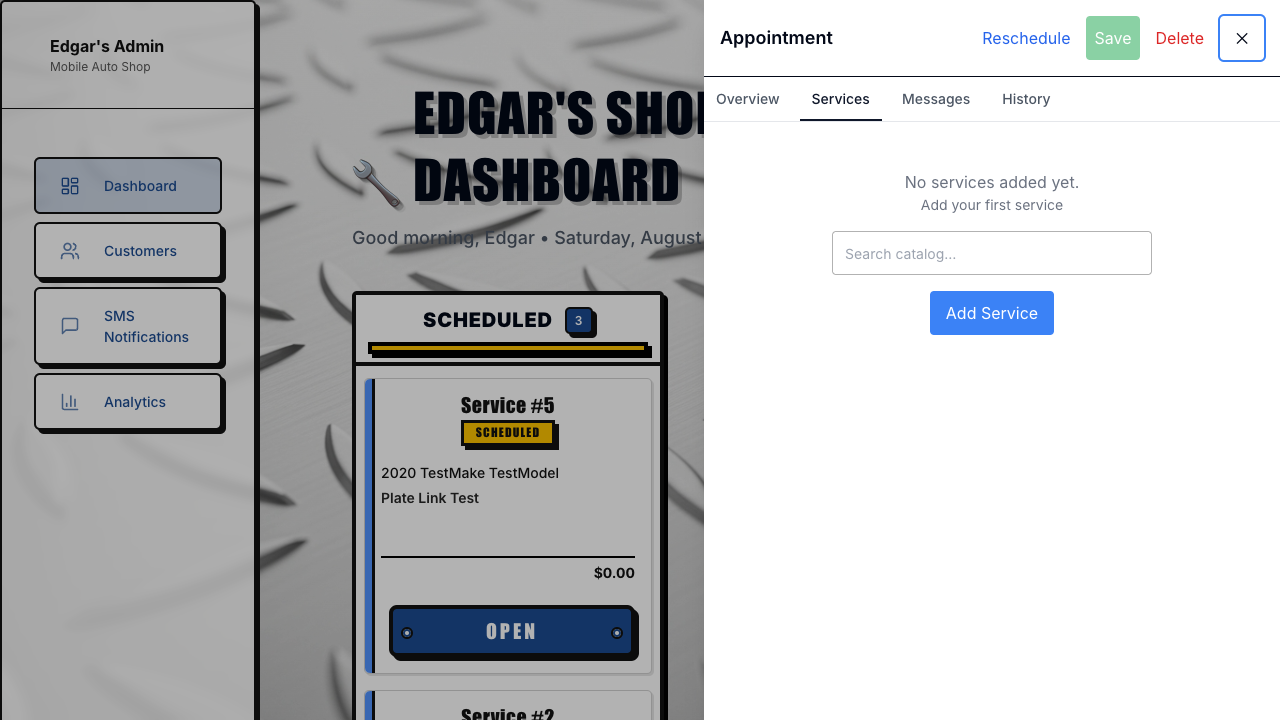 Edgar's Admin
Mobile Auto Shop
Dashboard
Customers
SMS
Notifications
Analytics
EDGAR'S SHO
DASHBOARD
Good morning, Edgar • Saturday, August
SCHEDULED 3
Service #5
SCHEDULED
2020 TestMake TestModel
Plate Link Test
$0.00
OPEN
Service #2
Appointment
Reschedule
Save
Delete
Overview
Services
Messages
History
No services added yet.
Add your first service
Search catalog...
Add Service